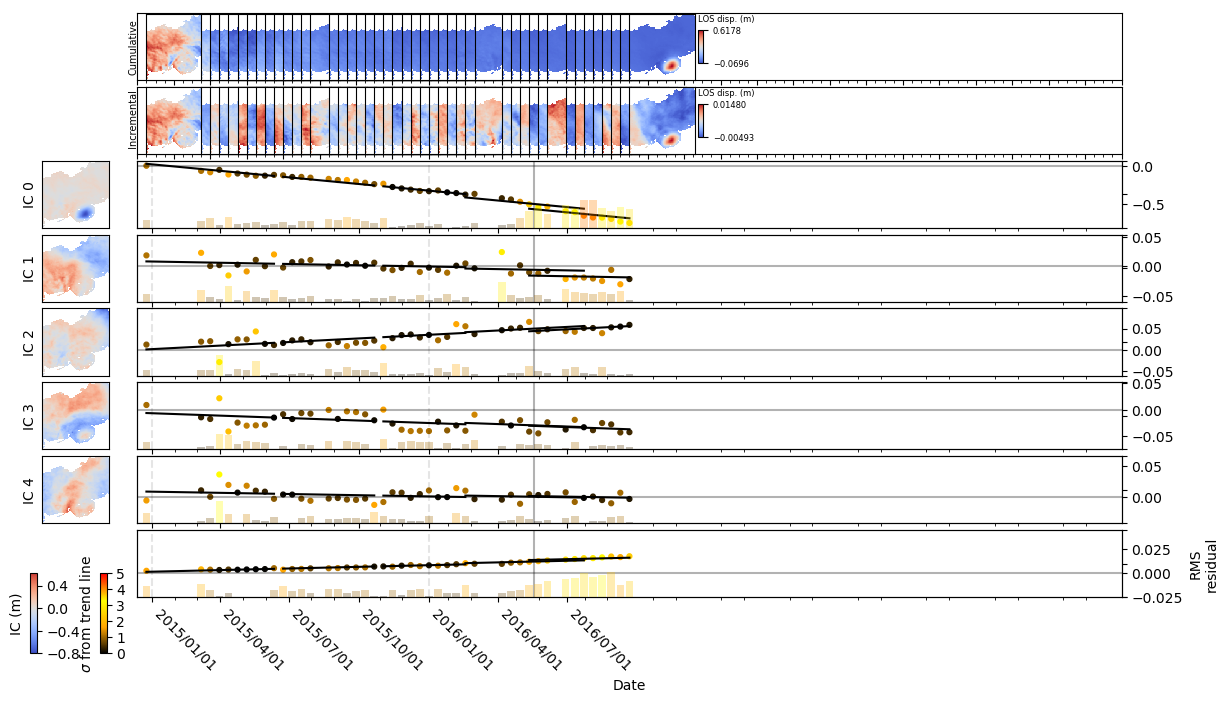 Cumulative
LOS disp. (m)
0.6178
−0.0696
Incremental
LOS disp. (m)
0.01480
−0.00493
IC 0
0.0
−0.5
IC 1
0.05
0.00
−0.05
IC 2
0.05
0.00
−0.05
IC 3
0.05
0.00
−0.05
IC 4
0.05
0.00
0.025
0.000
−0.025
RMS
residual
IC (m)
0.4
0.0
−0.4
−0.8
σ from trend line
5
4
3
2
1
0
2015/01/01
2015/04/01
2015/07/01
2015/10/01
2016/01/01
2016/04/01
2016/07/01
Date